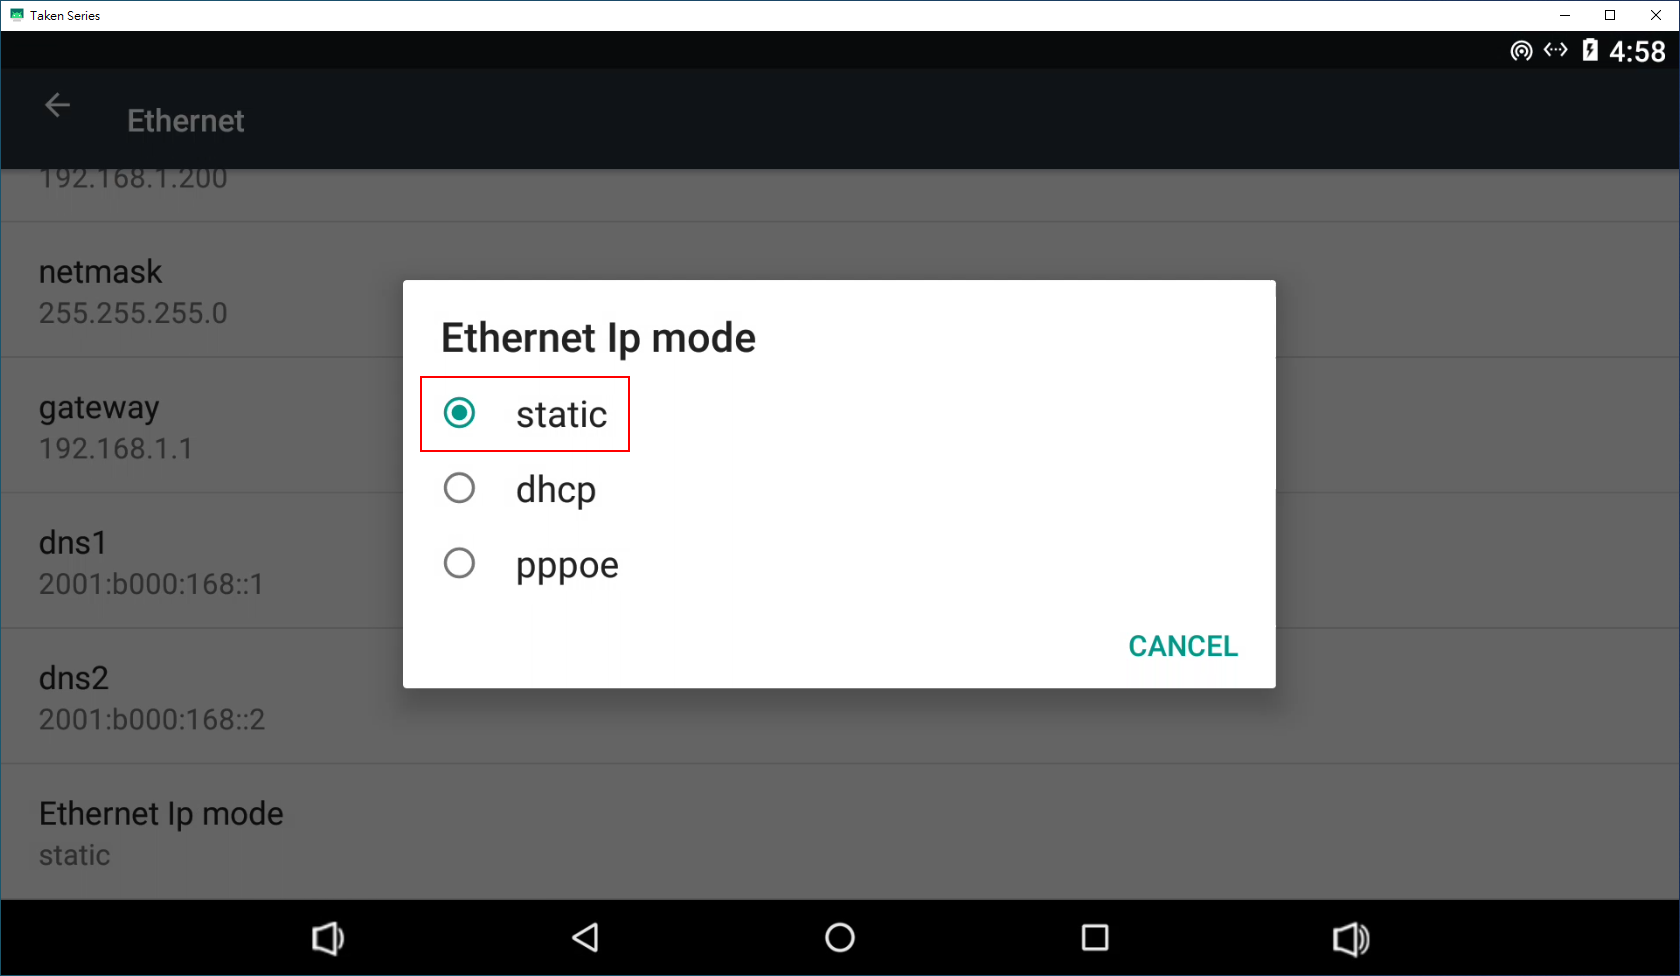 Taken Series
4:58
Ethernet
192.168.1.200
netmask
255.255.255.0
gateway
192.168.1.1
dns1
2001:b000:168::1
dns2
2001:b000:168::2
Ethernet Ip mode
static
Ethernet Ip mode
static
dhcp
pppoe
CANCEL